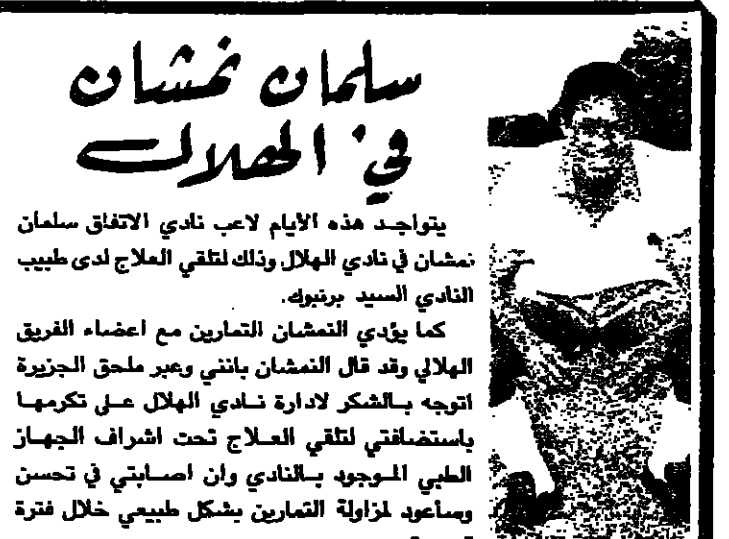 سلمان نمشان
في الهلال
يتواجد هذه الأيام لاعب نادي الاتفاق سلمان
نمشان في نادي الهلال وذلك لتلقي العلاج لدى طبيب
النادي السيد برنبوك.
كما يؤدي النمشان التمارين مع اعضاء الفريق
الهلالي وقد قال النمشان بانني وعبر ملحق الجزيرة
اتوجه بالشكر لادارة نادي الهلال على تكرمها
باستضافتي لتلقي العلاج تحت اشراف الجهاز
الطبي الموجود بالنادي وان اصابتي في تحسن
وسأعود لمزاولة التمارين بشكل طبيعي خلال فترة